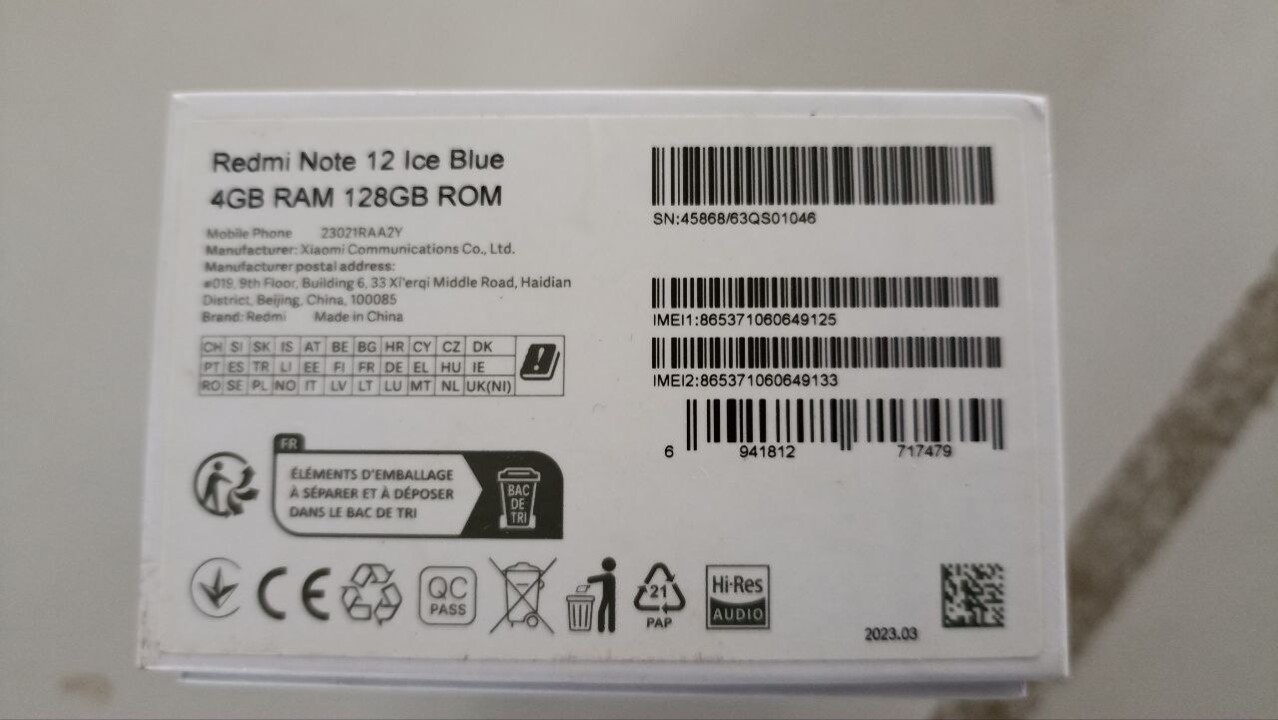 Redmi Note 12 Ice Blue
4GB RAM 128GB ROM
Mobile Phone 23021RAA2Y
Manufacturer: Xiaomi Communications Co., Ltd.
Manufacturer postal address:
#019, 9th Floor, Building 6, 33 Xi'erqi Middle Road, Haidian
District, Beijing, China, 100085
Brand: Redmi Made in China
CH SI SK IS AT BE BG HR CY CZ DK
PT ES TR LI EE FI FR DE EL HU IE
RO SE PL NO IT LV LT LU MT NL UK(NI)
FR
ÉLÉMENTS D'EMBALLAGE
À SÉPARER ET À DÉPOSER
DANS LE BAC DE TRI
BAC
DE
TRI
CE
QC
PASS
21
PAP
Hi-Res
AUDIO
SN:45868/63QS01046
IMEI1:865371060649125
IMEI2:865371060649133
6 941812 717479
2023.03